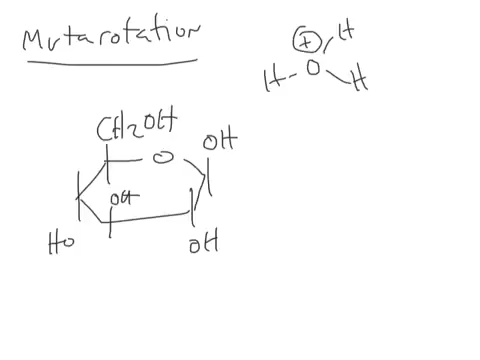 Mutarotation
⊕ H
H O H
CH2OH
O OH
OH
HO OH